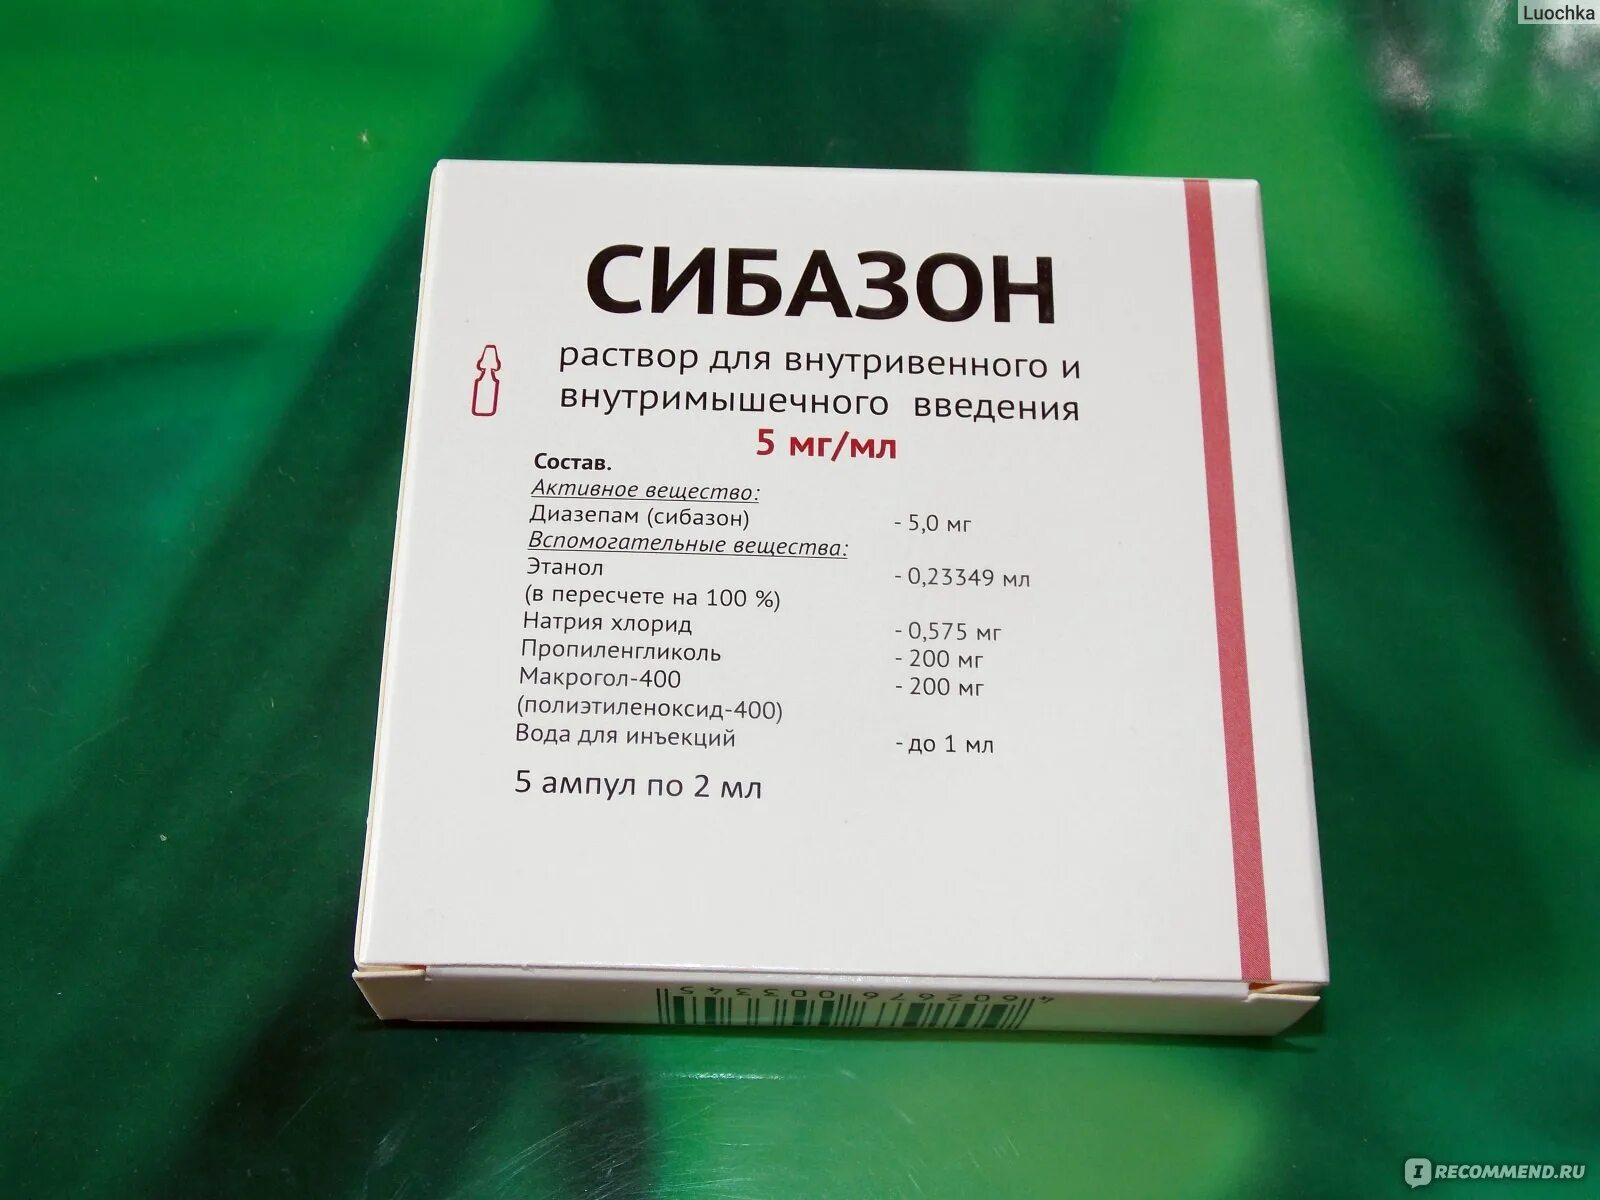 Luochka
СИБАЗОН
раствор для внутривенного и
внутримышечного введения
5 мг/мл
Состав.
Активное вещество:
Диазепам (сибазон) - 5,0 мг
Вспомогательные вещества:
Этанол - 0,23349 мл
(в пересчете на 100 %)
Натрия хлорид - 0,575 мг
Пропиленгликоль - 200 мг
Макрогол-400 - 200 мг
(полиэтиленоксид-400)
Вода для инъекций - до 1 мл
5 ампул по 2 мл
4602676003345
IRECOMMEND.RU